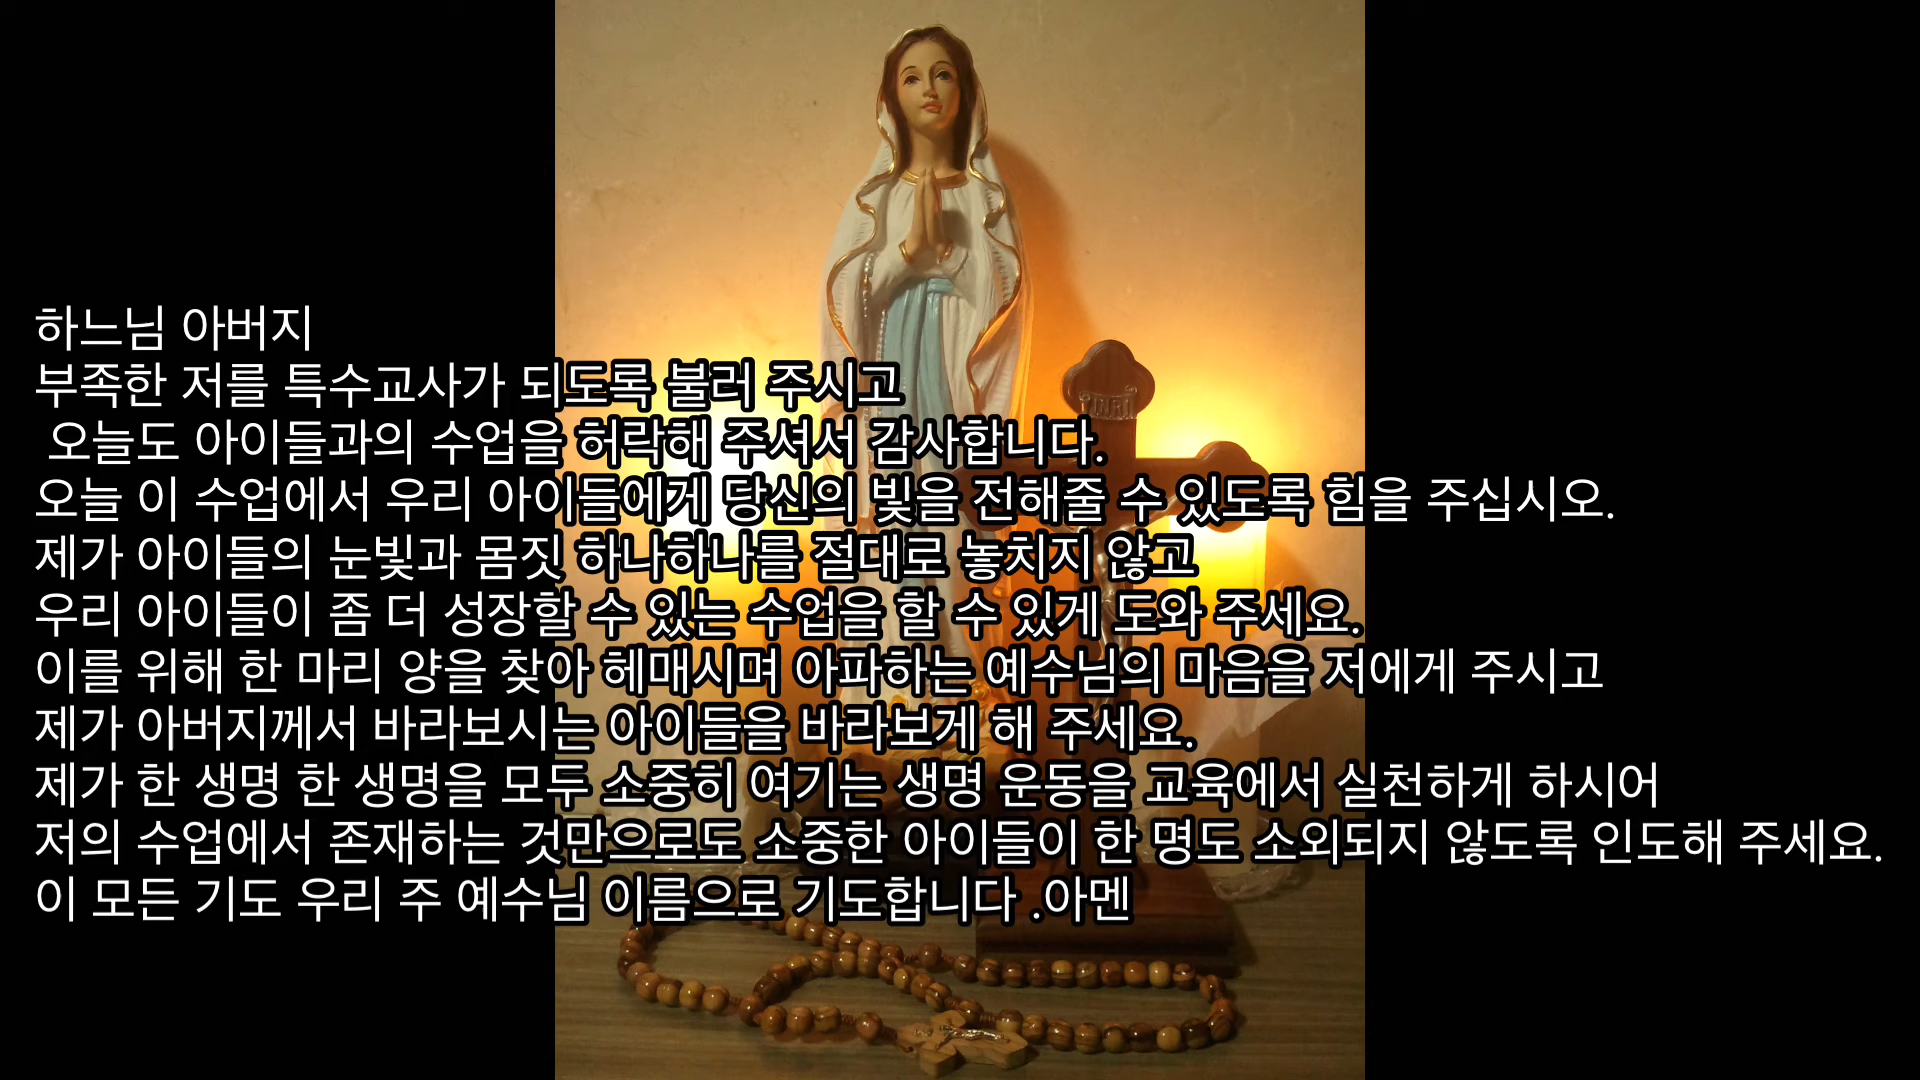 하느님 아버지
부족한 저를 특수교사가 되도록 불러 주시고
오늘도 아이들과의 수업을 허락해 주셔서 감사합니다.
오늘 이 수업에서 우리 아이들에게 당신의 빛을 전해줄 수 있도록 힘을 주십시오.
제가 아이들의 눈빛과 몸짓 하나하나를 절대로 놓치지 않고
우리 아이들이 좀 더 성장할 수 있는 수업을 할 수 있게 도와 주세요.
이를 위해 한 마리 양을 찾아 헤매시며 아파하는 예수님의 마음을 저에게 주시고
제가 아버지께서 바라보시는 아이들을 바라보게 해 주세요.
제가 한 생명 한 생명을 모두 소중히 여기는 생명 운동을 교육에서 실천하게 하시어
저의 수업에서 존재하는 것만으로도 소중한 아이들이 한 명도 소외되지 않도록 인도해 주세요.
이 모든 기도 우리 주 예수님 이름으로 기도합니다 .아멘